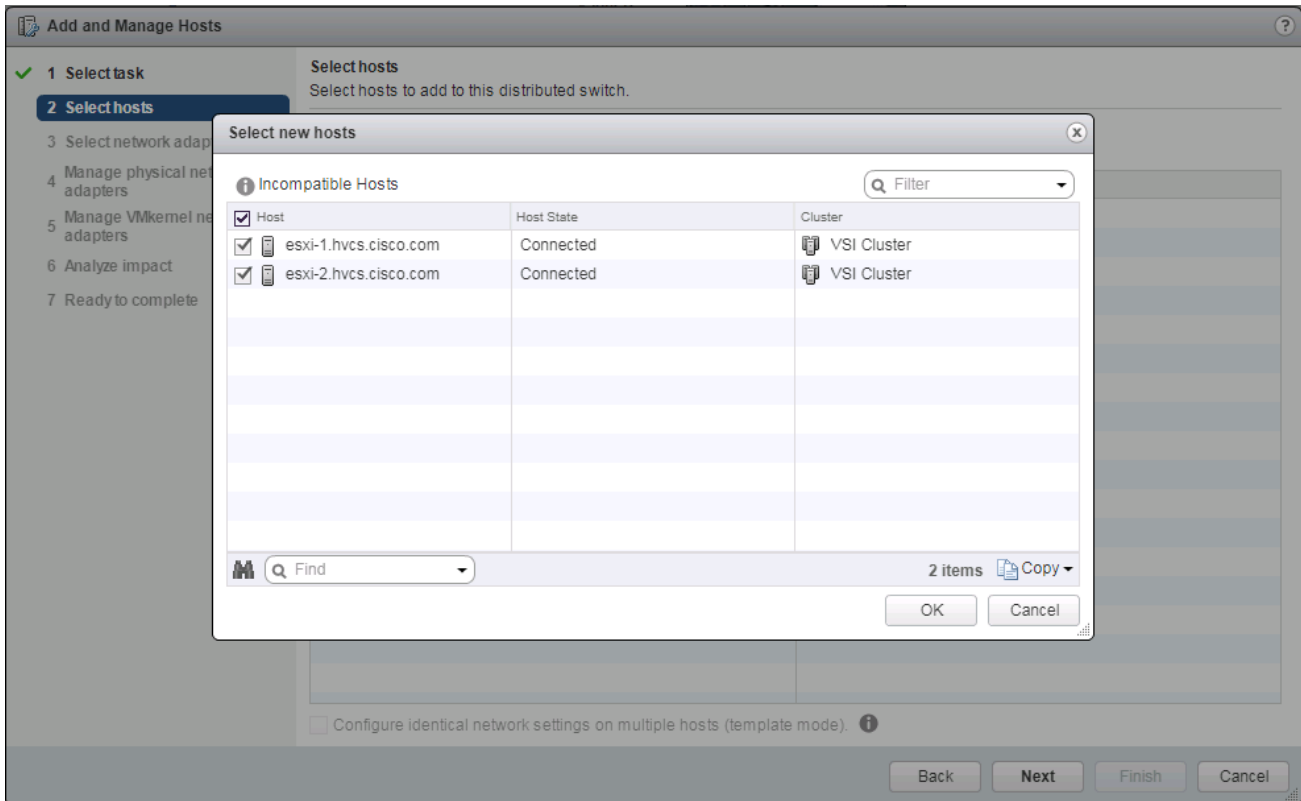 Add and Manage Hosts
1 Select task
2 Select hosts
3 Select network adap
4 Manage physical net
adapters
5 Manage VMkernel ne
adapters
6 Analyze impact
7 Ready to complete
Select hosts
Select hosts to add to this distributed switch.
Select new hosts
Incompatible Hosts
Filter
Host Host State Cluster
esxi-1.hvcs.cisco.com Connected VSI Cluster
esxi-2.hvcs.cisco.com Connected VSI Cluster
Find
2 items Copy
OK Cancel
Configure identical network settings on multiple hosts (template mode).
Back Next Finish Cancel